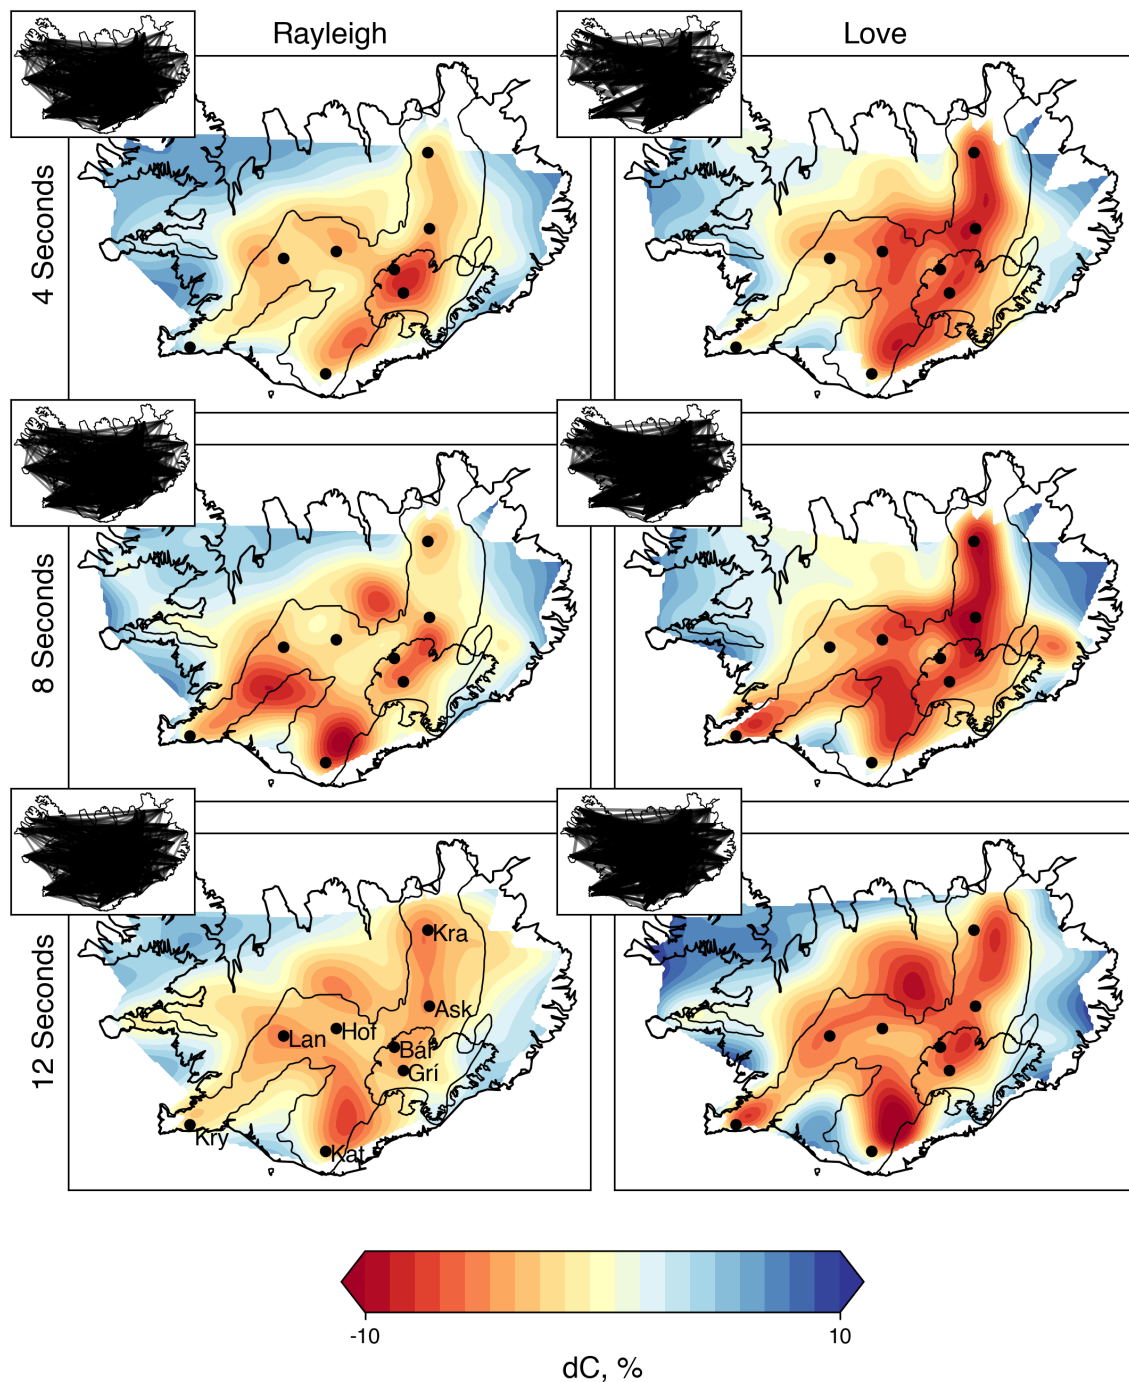 Rayleigh
Love
4 Seconds
8 Seconds
12 Seconds
Kra
Ask
Hof
Lan
Bár
Grí
Kry
Kat
-10
10
dC, %